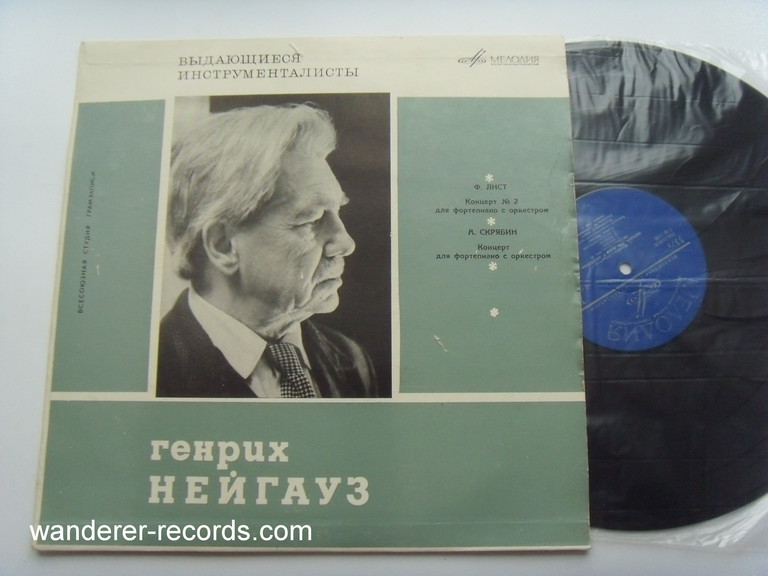 ВЫДАЮЩИЕСЯ
ИНСТРУМЕНТАЛИСТЫ
МЕЛОДИЯ
ВСЕСОЮЗНАЯ СТУДИЯ ГРАМЗАПИСИ
Ф. ЛИСТ
Концерт № 2
для фортепиано с оркестром
А. СКРЯБИН
Концерт
для фортепиано с оркестром
генрих
НЕЙГАУЗ
МЕЛОДИЯ
wanderer-records.com